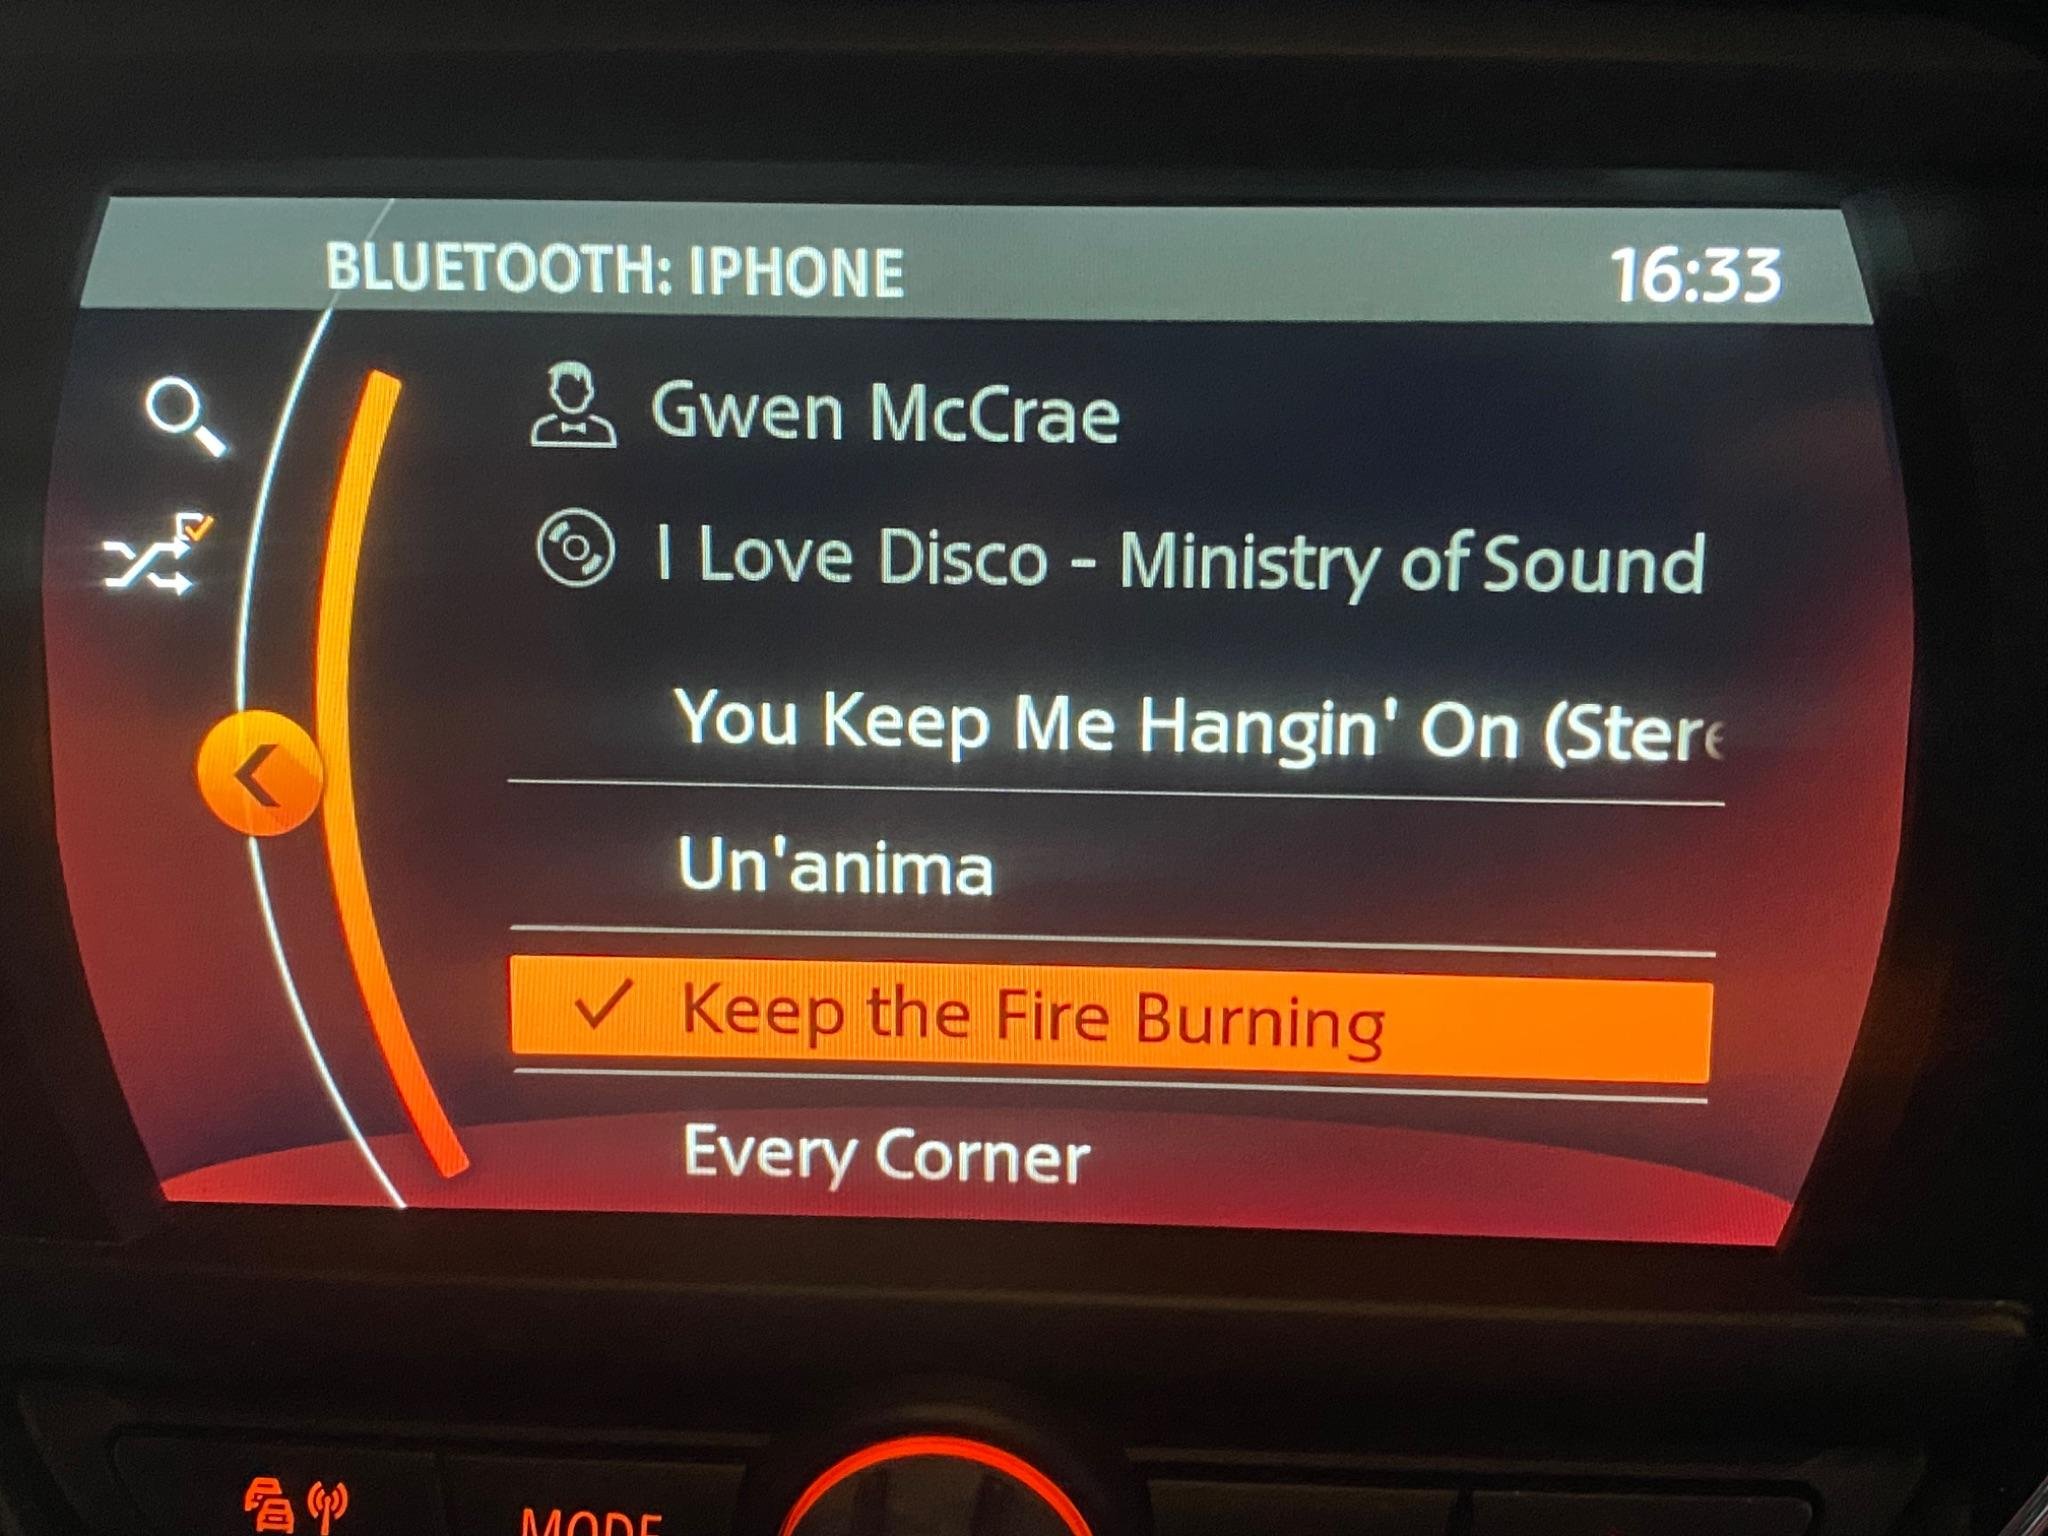 BLUETOOTH: IPHONE 16:33
Gwen McCrae
I Love Disco - Ministry of Sound
You Keep Me Hangin' On (Stere
Un'anima
Keep the Fire Burning
Every Corner
MODE